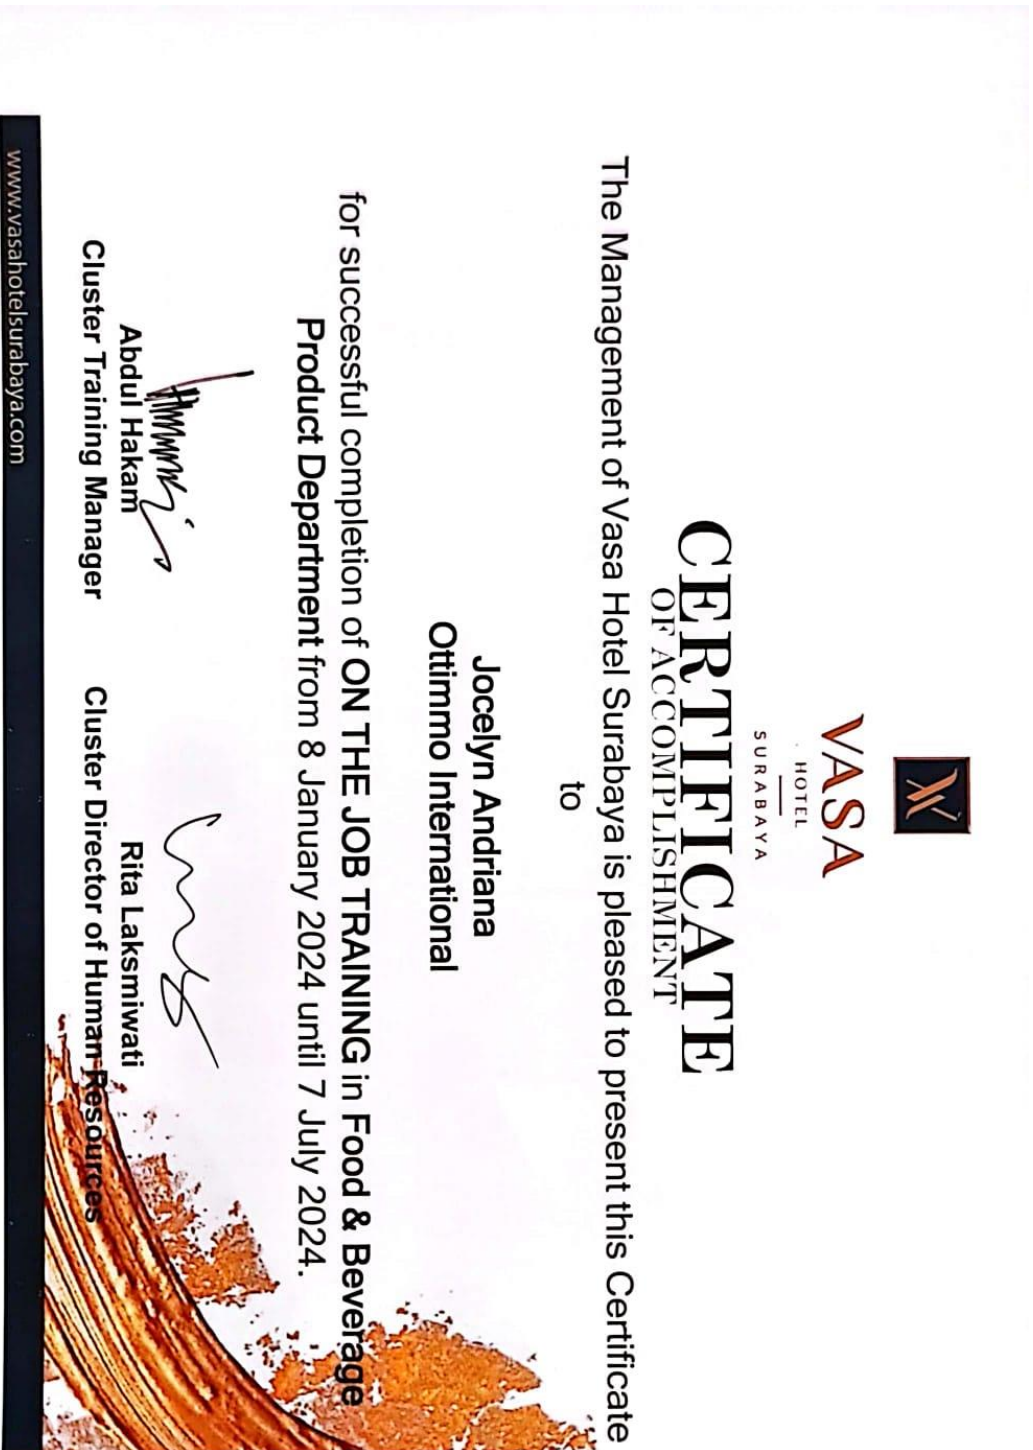 VASA
HOTEL
SURABAYA
CERTIFICATE
OF ACCOMPLISHMENT
The Management of Vasa Hotel Surabaya is pleased to present this Certificate
to
Jocelyn Andriana
Ottimmo International
for successful completion of ON THE JOB TRAINING in Food & Beverage
Product Department from 8 January 2024 until 7 July 2024.
Abdul Hakam
Cluster Training Manager
Rita Laksmiwati
Cluster Director of Human Resources
www.vasahotelsurabaya.com